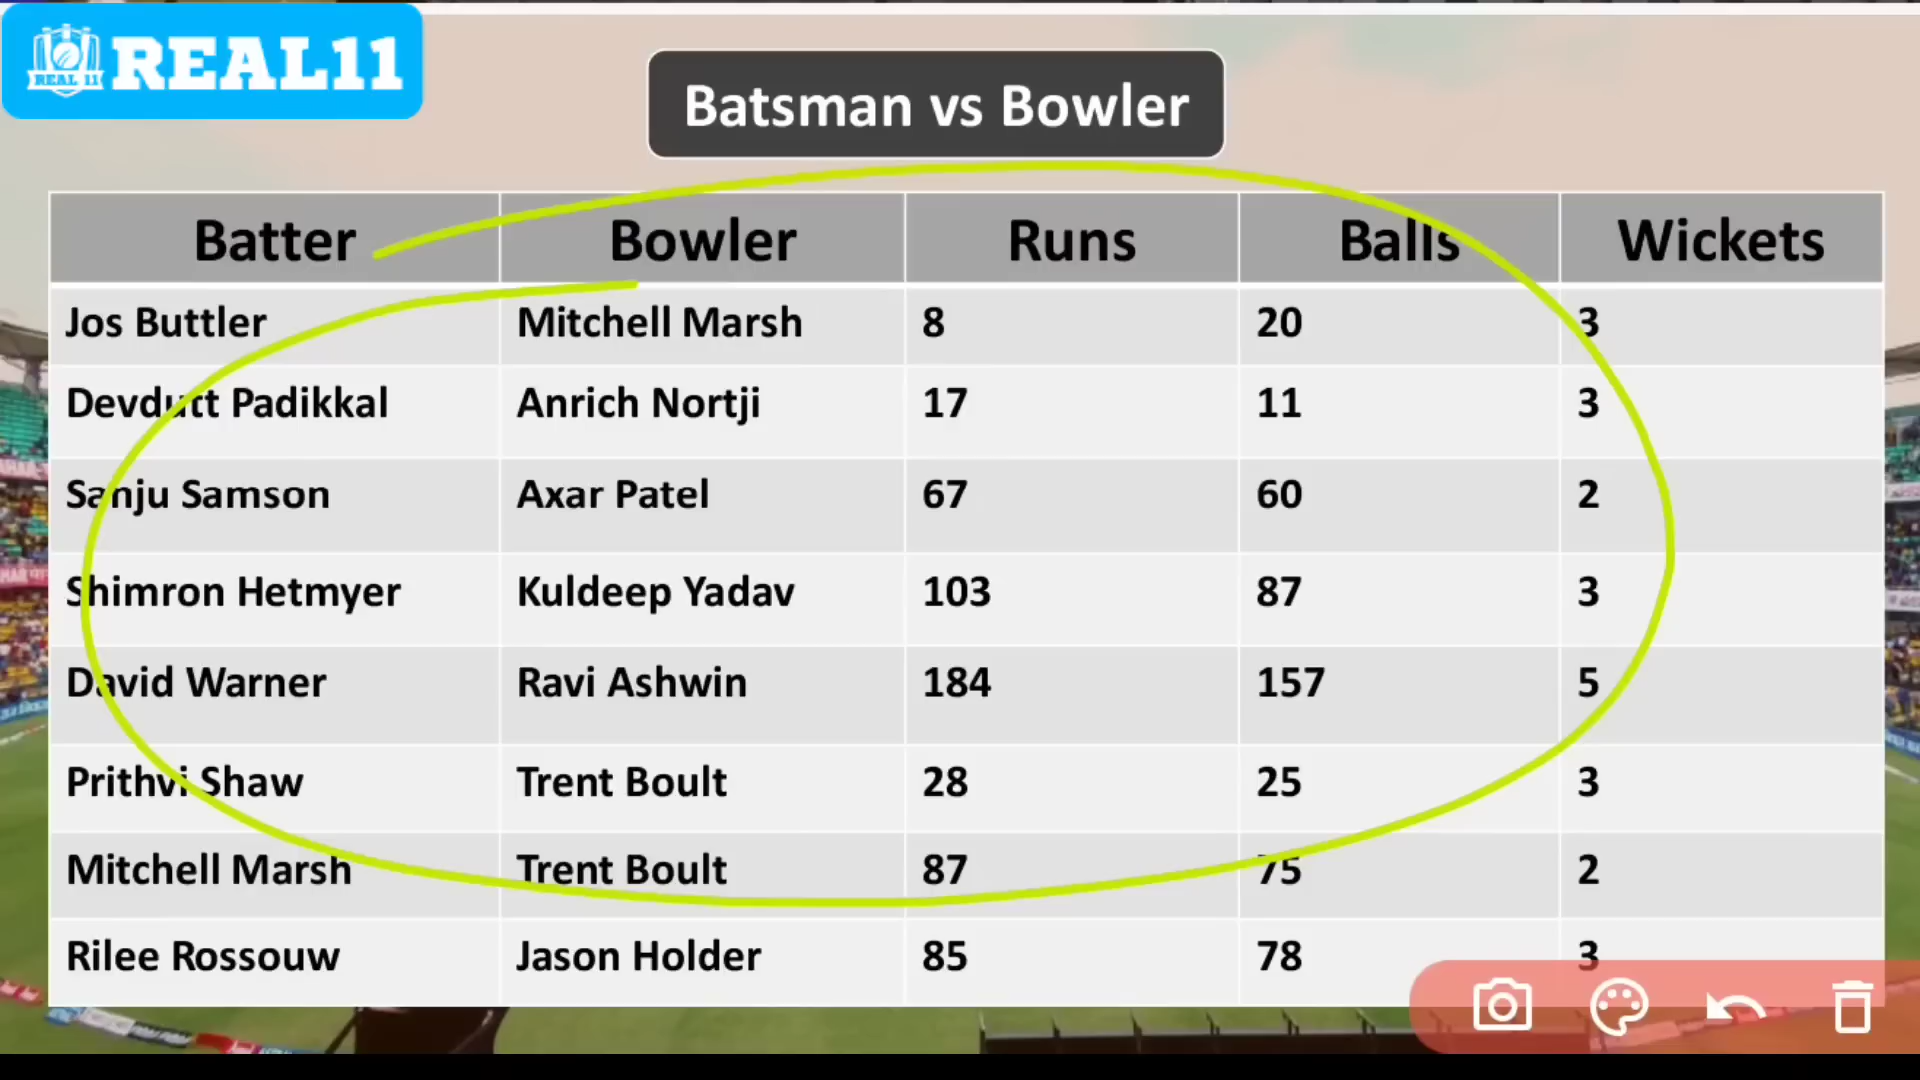 REAL 11 REAL11
Batsman vs Bowler
Batter Bowler Runs Balls Wickets
Jos Buttler Mitchell Marsh 8 20 3
Devdutt Padikkal Anrich Nortji 17 11 3
Sanju Samson Axar Patel 67 60 2
Shimron Hetmyer Kuldeep Yadav 103 87 3
David Warner Ravi Ashwin 184 157 5
Prithvi Shaw Trent Boult 28 25 3
Mitchell Marsh Trent Boult 87 75 2
Rilee Rossouw Jason Holder 85 78 3